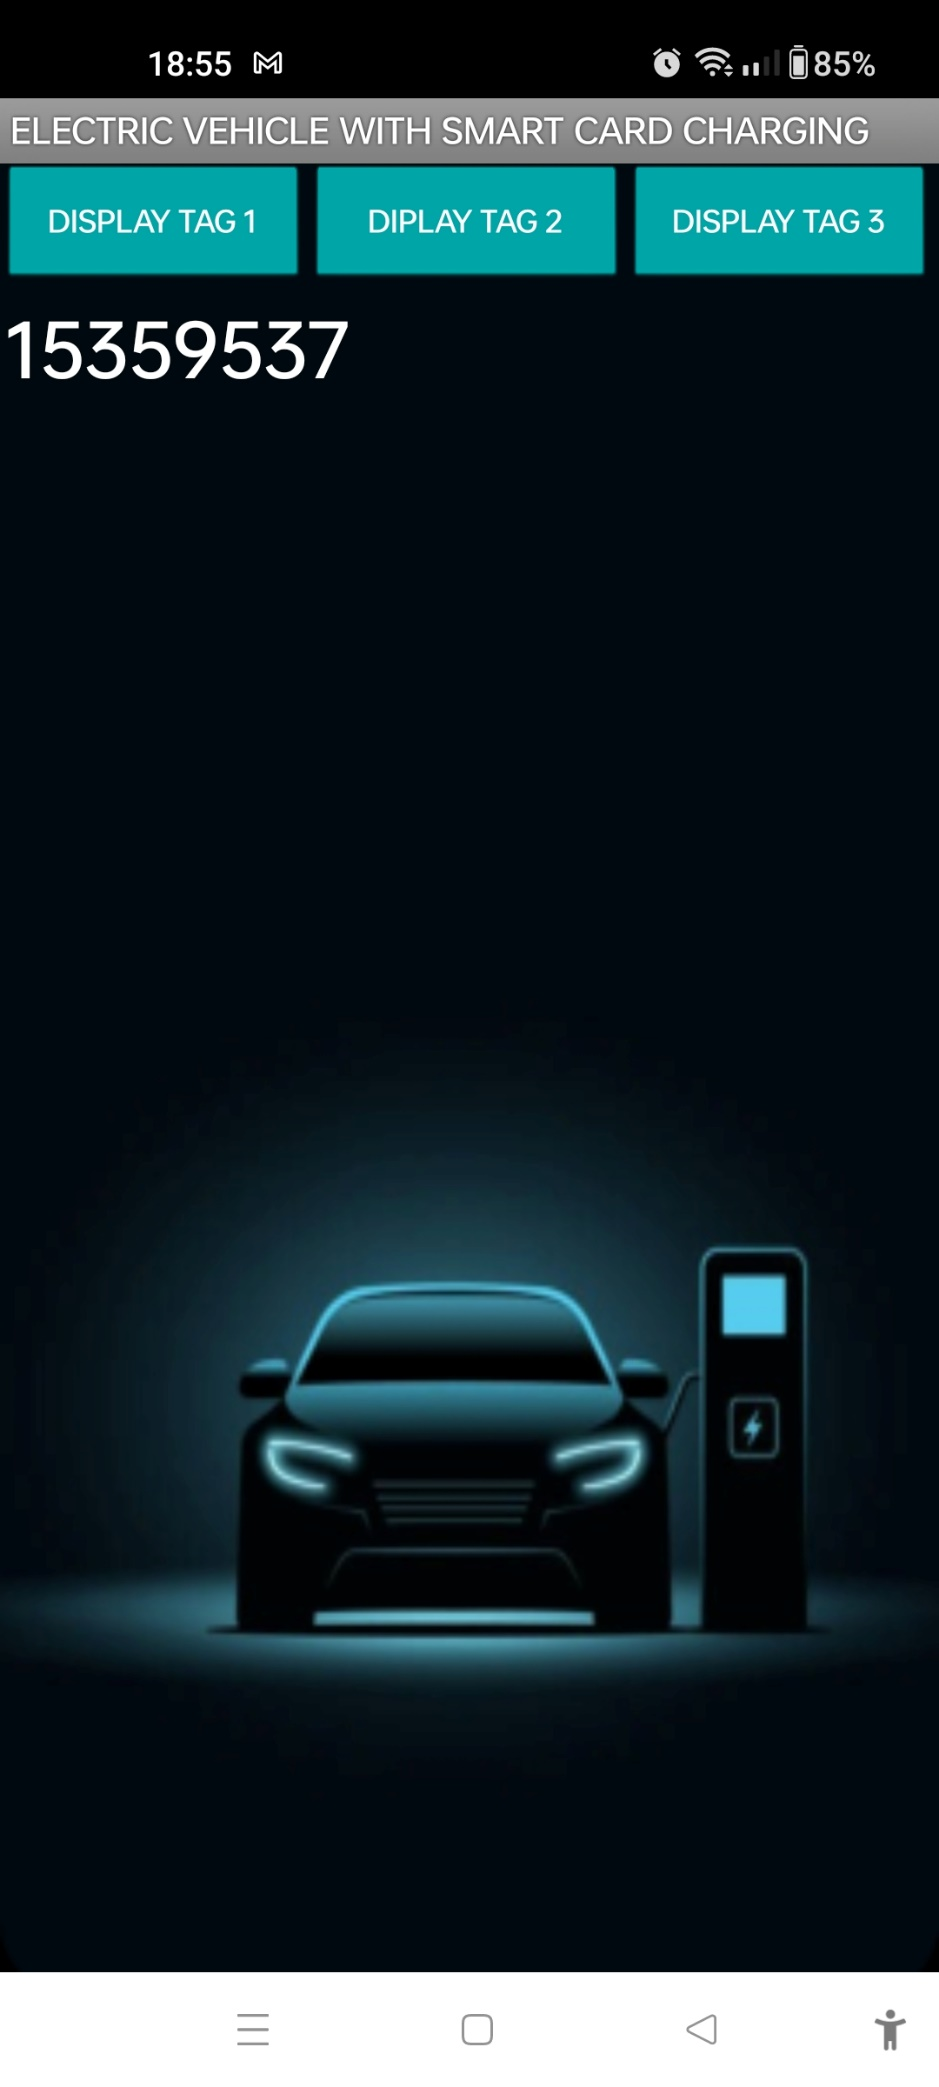 18:55 85%
ELECTRIC VEHICLE WITH SMART CARD CHARGING
DISPLAY TAG 1 DIPLAY TAG 2 DISPLAY TAG 3
15359537